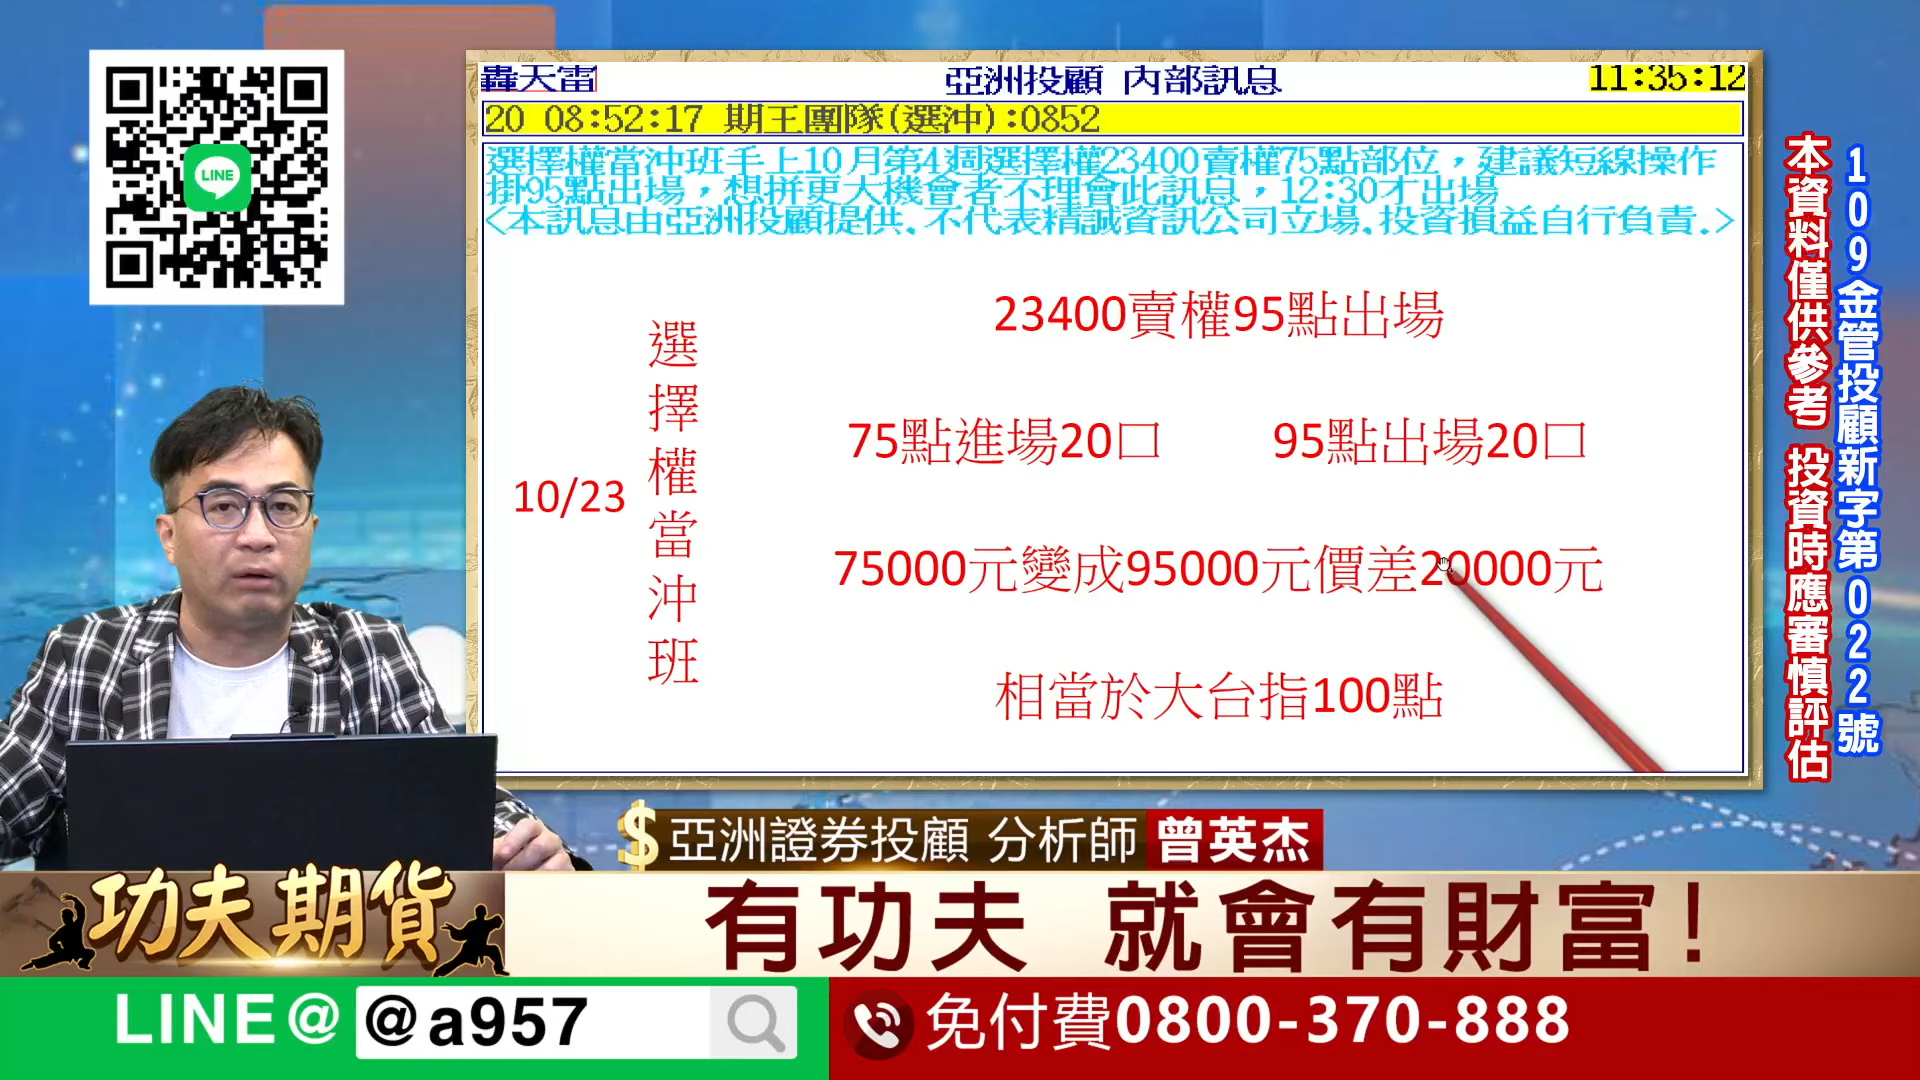 LINE
轟天雷
亞洲投顧 內部訊息
11:35:12
20 08:52:17 期王團隊(選沖):0852
選擇權當沖班手上10月第4週選擇權23400賣權75點部位，建議短線操作
掛95點出場，想拼更大機會者不理會此訊息，12:30才出場
<本訊息由亞洲投顧提供.不代表精誠資訊公司立場.投資損益自行負責.>
10/23
選擇權當沖班
23400賣權95點出場
75點進場20口 95點出場20口
75000元變成95000元價差20000元
相當於大台指100點
109金管投顧新字第022號
本資料僅供參考 投資時應審慎評估
$亞洲證券投顧 分析師 曾英杰
功夫期貨
有功夫 就會有財富!
LINE@ @a957
免付費0800-370-888